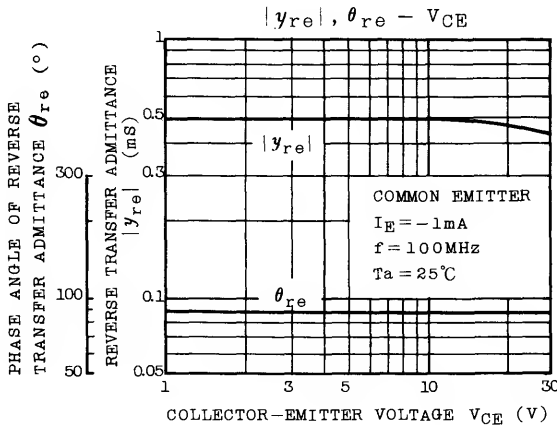 |yre|, θre – VCE
PHASE ANGLE OF REVERSE
TRANSFER ADMITTANCE θre (°)
300
100
50
REVERSE TRANSFER ADMITTANCE
|yre| (mS)
1
0.5
0.3
0.1
0.05
|yre|
θre
COMMON EMITTER
IE = -1mA
f = 100MHz
Ta = 25℃
1 3 5 10 30
COLLECTOR-EMITTER VOLTAGE VCE (V)